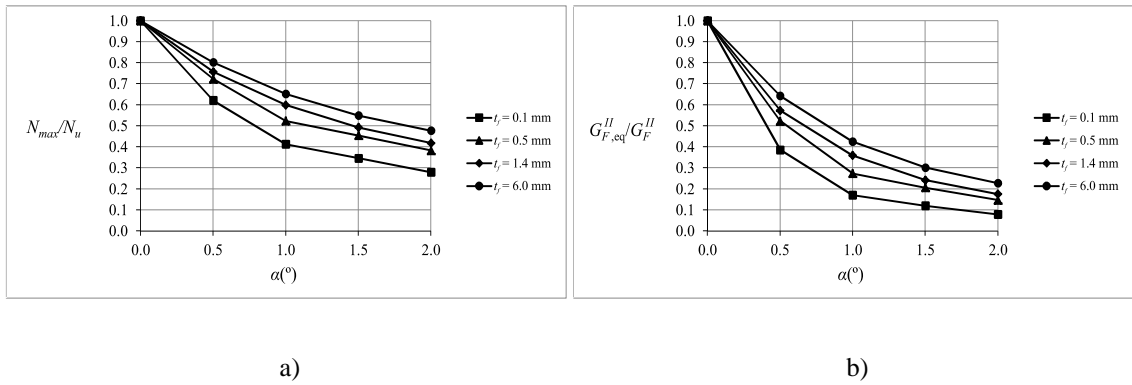 1.0
0.9
0.8
0.7
0.6
0.5
0.4
0.3
0.2
0.1
0.0
N_max/N_u
0.0 0.5 1.0 1.5 2.0
α(º)
t_f = 0.1 mm
t_f = 0.5 mm
t_f = 1.4 mm
t_f = 6.0 mm
a)
1.0
0.9
0.8
0.7
0.6
0.5
0.4
0.3
0.2
0.1
0.0
G^II_F,eq/G^II_F
0.0 0.5 1.0 1.5 2.0
α(º)
t_f = 0.1 mm
t_f = 0.5 mm
t_f = 1.4 mm
t_f = 6.0 mm
b)